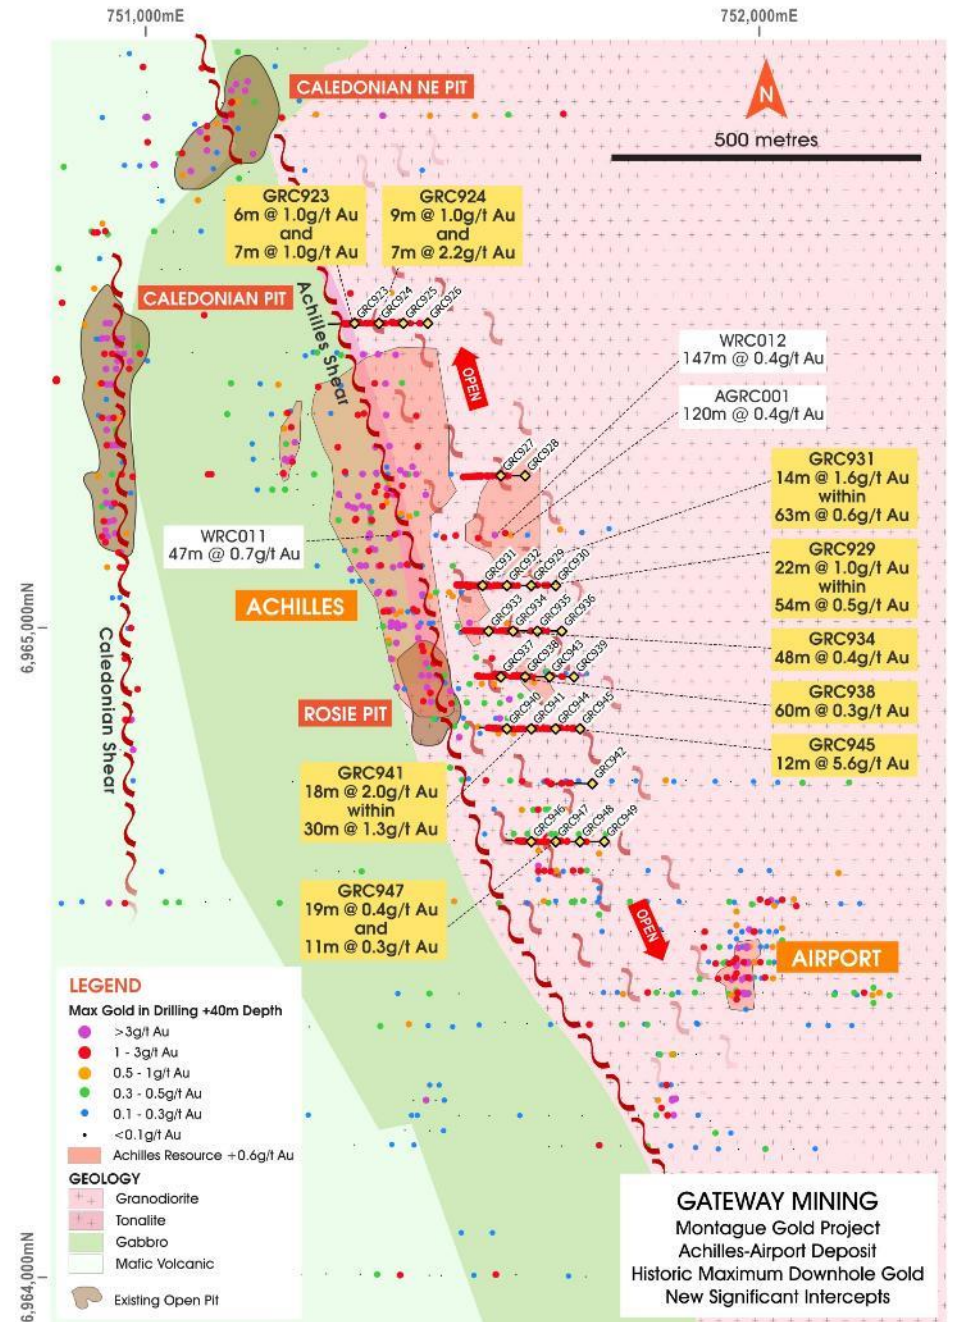 751,000mE
752,000mE
CALEDONIAN NE PIT
N
500 metres
GRC923
6m @ 1.0g/t Au
and
7m @ 1.0g/t Au
GRC924
9m @ 1.0g/t Au
and
7m @ 2.2g/t Au
CALEDONIAN PIT
Achilles Shear
GRC923
GRC924
GRC925
GRC926
OPEN
WRC012
147m @ 0.4g/t Au
AGRC001
120m @ 0.4g/t Au
GRC927
GRC928
GRC931
14m @ 1.6g/t Au
within
63m @ 0.6g/t Au
WRC011
47m @ 0.7g/t Au
GRC931
GRC932
GRC929
GRC930
GRC929
22m @ 1.0g/t Au
within
54m @ 0.5g/t Au
ACHILLES
6,965,000mN
GRC933
GRC934
GRC935
GRC936
GRC934
48m @ 0.4g/t Au
Caledonian Shear
GRC937
GRC938
GRC943
GRC939
GRC938
60m @ 0.3g/t Au
ROSIE PIT
GRC940
GRC941
GRC944
GRC945
GRC945
12m @ 5.6g/t Au
GRC941
18m @ 2.0g/t Au
within
30m @ 1.3g/t Au
GRC942
GRC946
GRC947
GRC948
GRC949
GRC947
19m @ 0.4g/t Au
and
11m @ 0.3g/t Au
OPEN
AIRPORT
LEGEND
Max Gold in Drilling +40m Depth
>3g/t Au
1 - 3g/t Au
0.5 - 1g/t Au
0.3 - 0.5g/t Au
0.1 - 0.3g/t Au
<0.1g/t Au
Achilles Resource +0.6g/t Au
GEOLOGY
Granodiorite
Tonalite
Gabbro
Mafic Volcanic
Existing Open Pit
6,964,000mN
GATEWAY MINING
Montague Gold Project
Achilles-Airport Deposit
Historic Maximum Downhole Gold
New Significant Intercepts